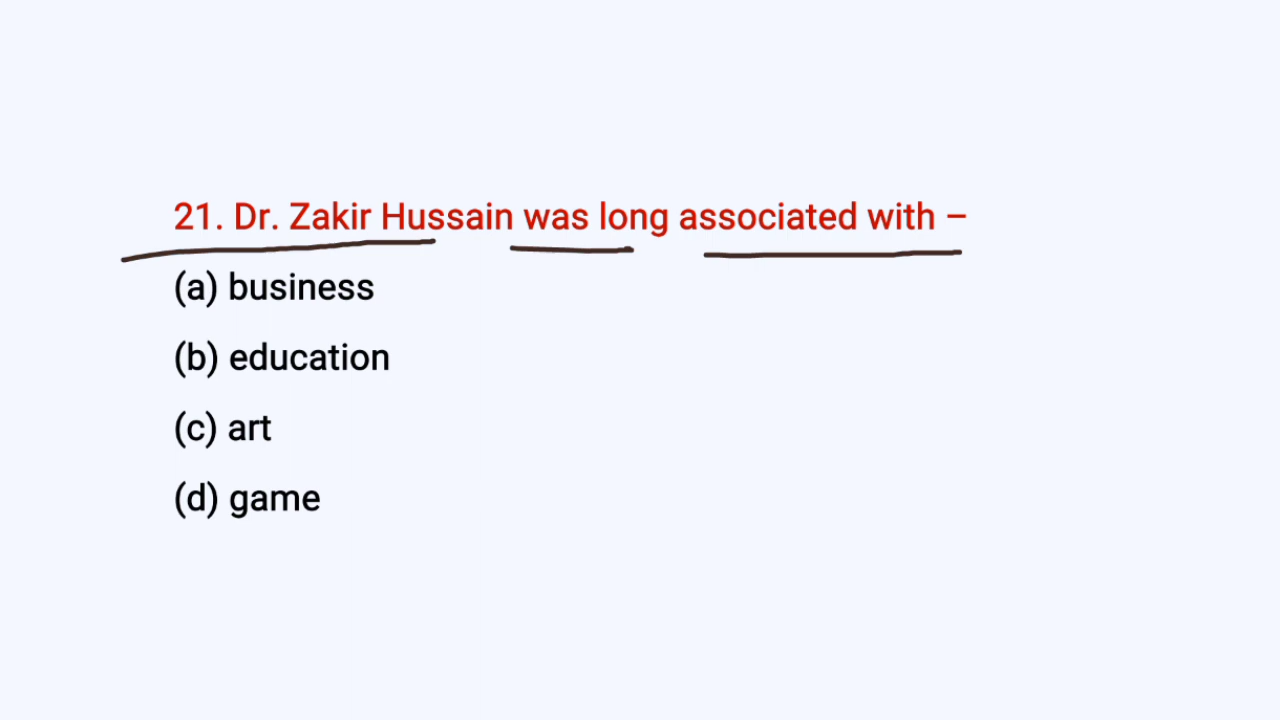 21. Dr. Zakir Hussain was long associated with –
(a) business
(b) education
(c) art
(d) game